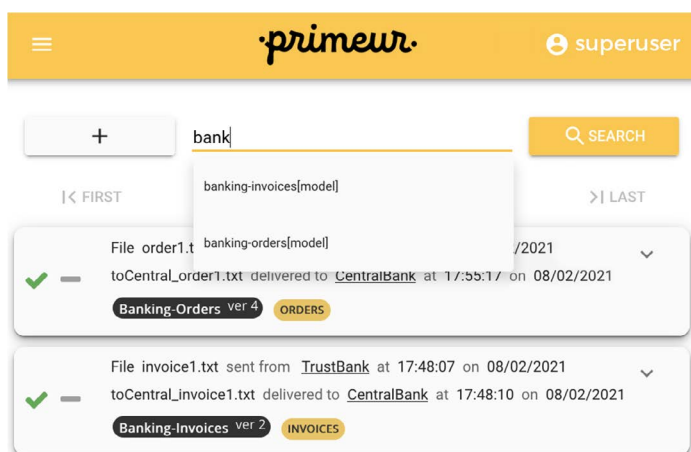 ·primeur·
superuser
+ bank SEARCH
FIRST LAST
banking-invoices[model]
banking-orders[model]
File order1.t /2021
toCentral_order1.txt delivered to CentralBank at 17:55:17 on 08/02/2021
Banking-Orders ver 4 ORDERS
File invoice1.txt sent from TrustBank at 17:48:07 on 08/02/2021
toCentral_invoice1.txt delivered to CentralBank at 17:48:10 on 08/02/2021
Banking-Invoices ver 2 INVOICES